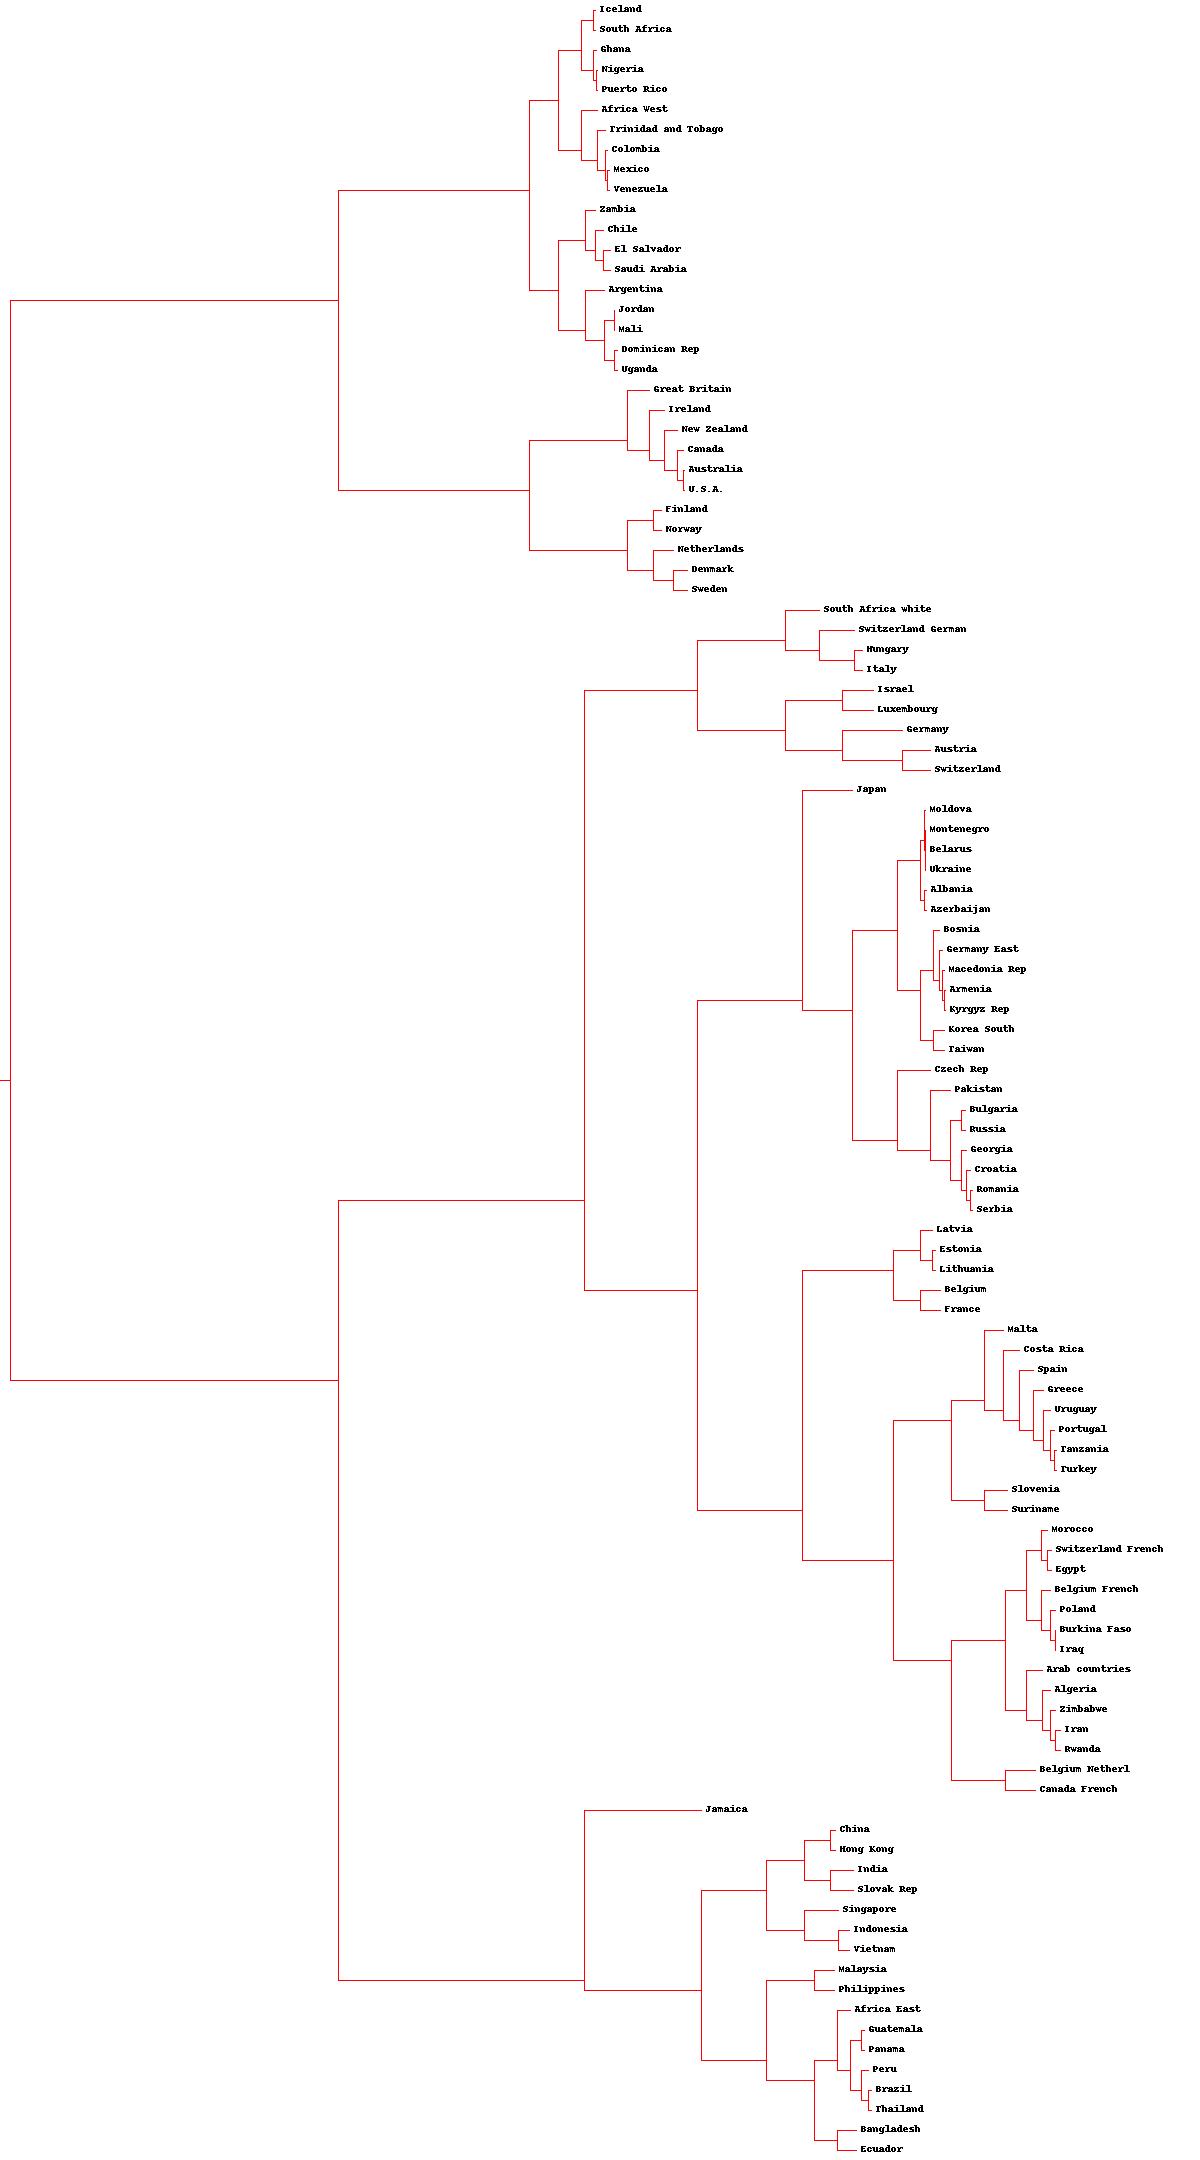 Iceland
South Africa
Ghana
Nigeria
Puerto Rico
Africa West
Trinidad and Tobago
Colombia
Mexico
Venezuela
Zambia
Chile
El Salvador
Saudi Arabia
Argentina
Jordan
Mali
Dominican Rep
Uganda
Great Britain
Ireland
New Zealand
Canada
Australia
U.S.A.
Finland
Norway
Netherlands
Denmark
Sweden
South Africa white
Switzerland German
Hungary
Italy
Israel
Luxembourg
Germany
Austria
Switzerland
Japan
Moldova
Montenegro
Belarus
Ukraine
Albania
Azerbaijan
Bosnia
Germany East
Macedonia Rep
Armenia
Kyrgyz Rep
Korea South
Taiwan
Czech Rep
Pakistan
Bulgaria
Russia
Georgia
Croatia
Romania
Serbia
Latvia
Estonia
Lithuania
Belgium
France
Malta
Costa Rica
Spain
Greece
Uruguay
Portugal
Tanzania
Turkey
Slovenia
Suriname
Morocco
Switzerland French
Egypt
Belgium French
Poland
Burkina Faso
Iraq
Arab countries
Algeria
Zimbabwe
Iran
Rwanda
Belgium Netherl
Canada French
Jamaica
China
Hong Kong
India
Slovak Rep
Singapore
Indonesia
Vietnam
Malaysia
Philippines
Africa East
Guatemala
Panama
Peru
Brazil
Thailand
Bangladesh
Ecuador